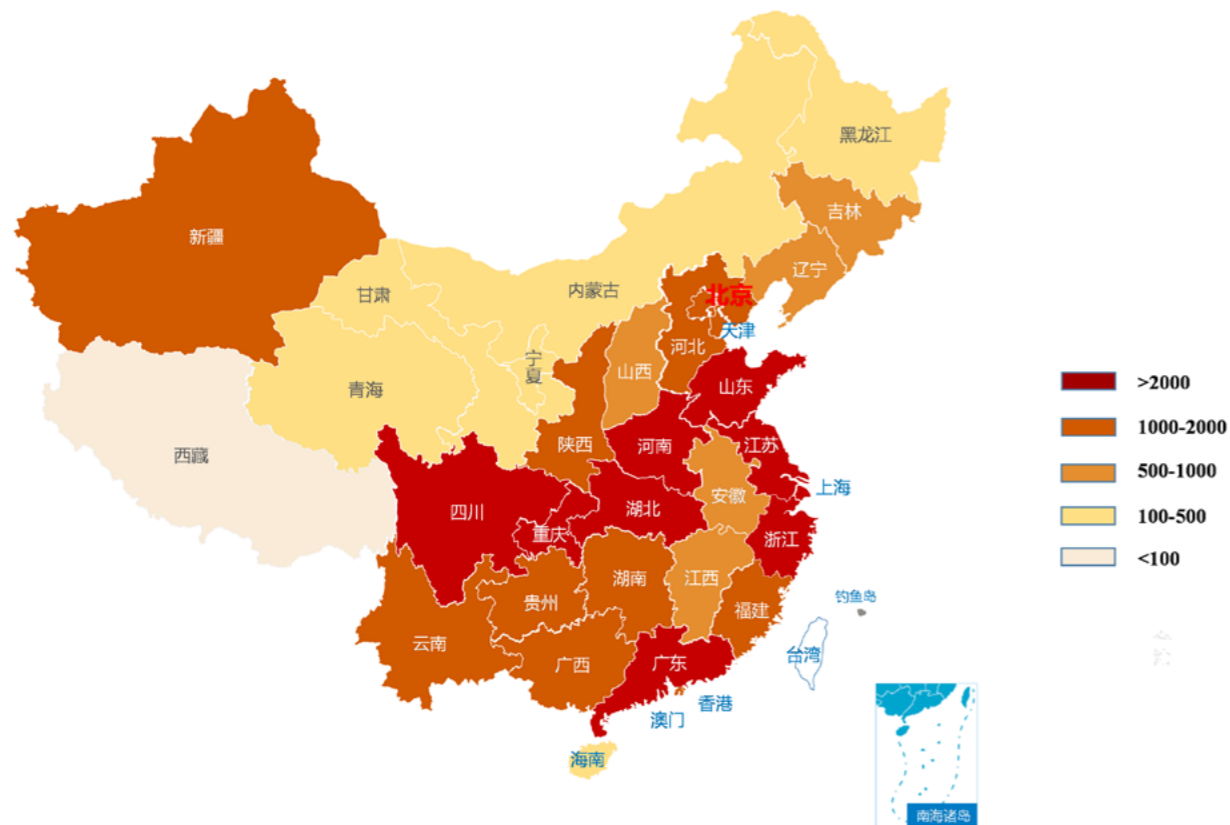 黑龙江
吉林
辽宁
新疆
甘肃
内蒙古
北京
天津
河北
宁夏
山西
青海
山东
西藏
陕西
河南
江苏
上海
四川
湖北
安徽
重庆
浙江
湖南
江西
贵州
福建
钓鱼岛
云南
广西
广东
台湾
香港
澳门
海南
南海诸岛
>2000
1000-2000
500-1000
100-500
<100